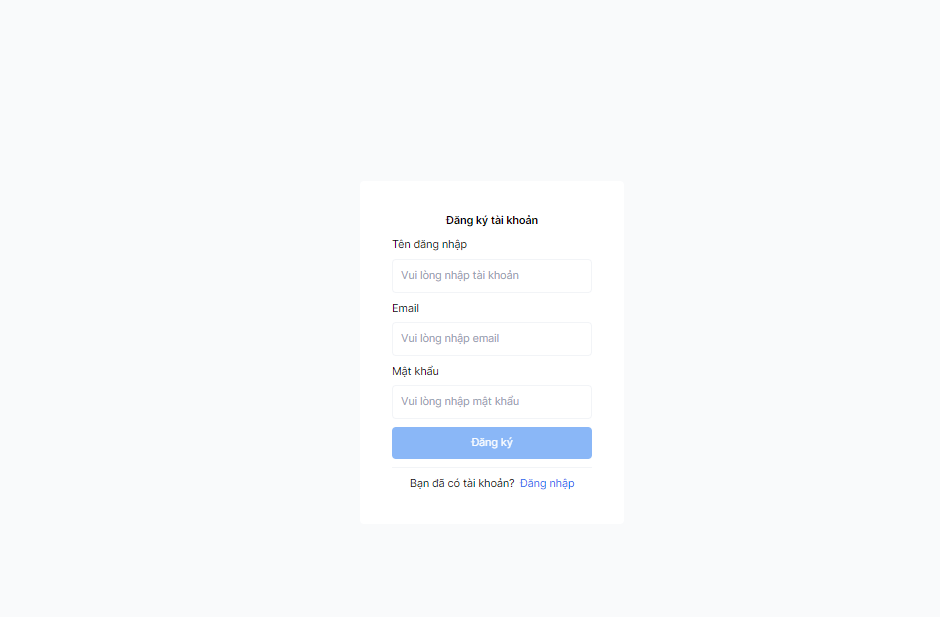 Đăng ký tài khoản
Tên đăng nhập
Vui lòng nhập tài khoản
Email
Vui lòng nhập email
Mật khẩu
Vui lòng nhập mật khẩu
Đăng ký
Bạn đã có tài khoản? Đăng nhập